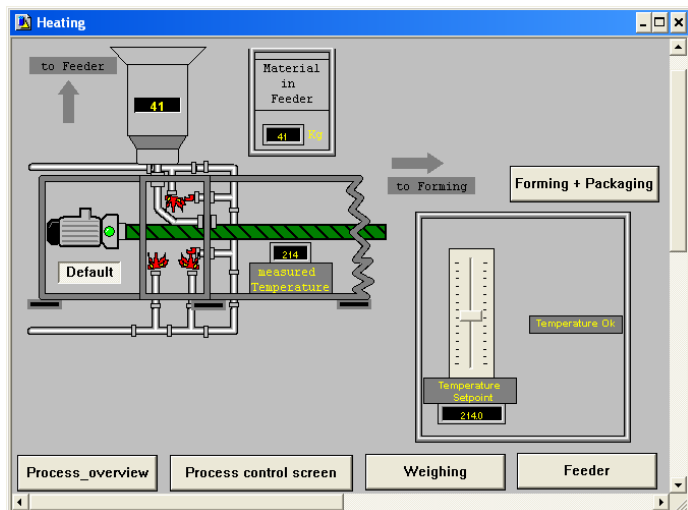 Heating
to Feeder
41
Material
in
Feeder
41 Kg
to Forming
Forming + Packaging
Default
214
measured
Temperature
Temperature Ok
Temperature
Setpoint
214.0
Process_overview
Process control screen
Weighing
Feeder